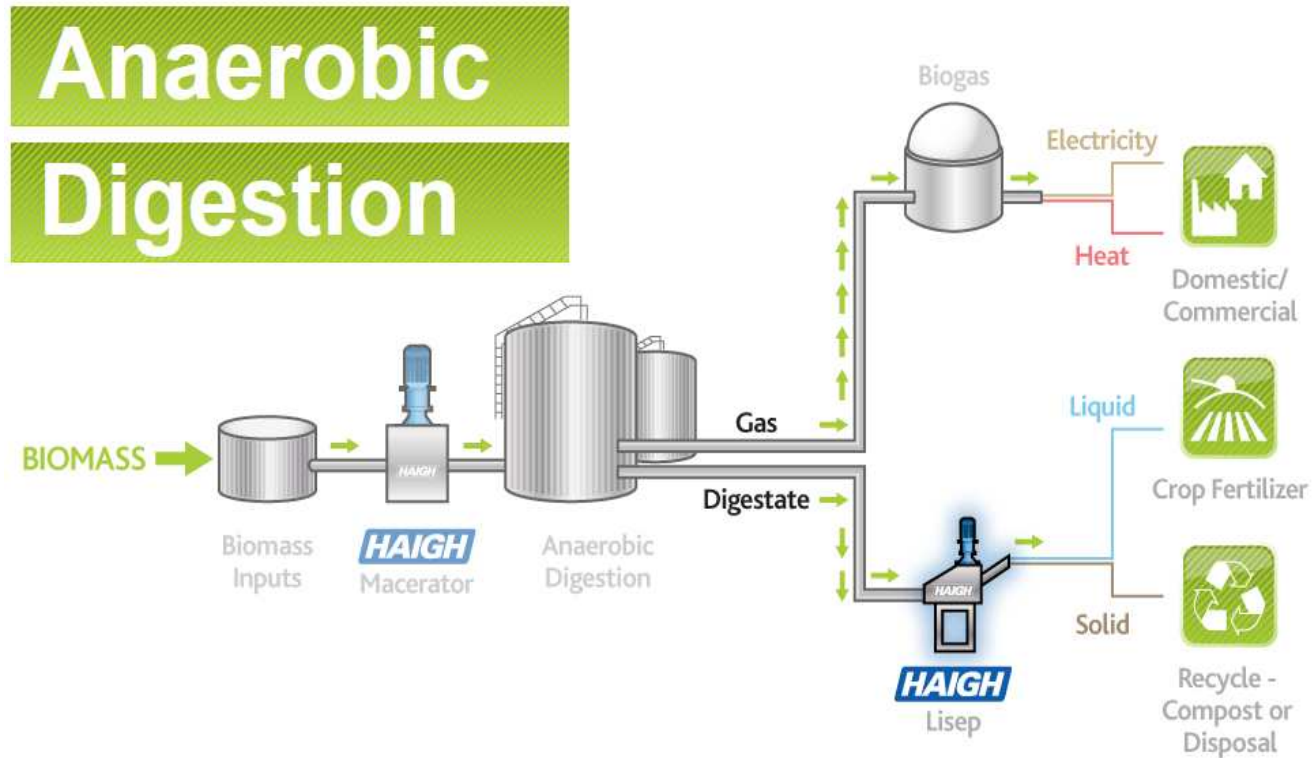 Anaerobic
Digestion
Biogas
Electricity
Heat
Domestic/
Commercial
Gas
Liquid
BIOMASS
HAIGH
Digestate
Crop Fertilizer
Biomass
Inputs
HAIGH
Macerator
Anaerobic
Digestion
HAIGH
Solid
HAIGH
Lisep
Recycle -
Compost or
Disposal